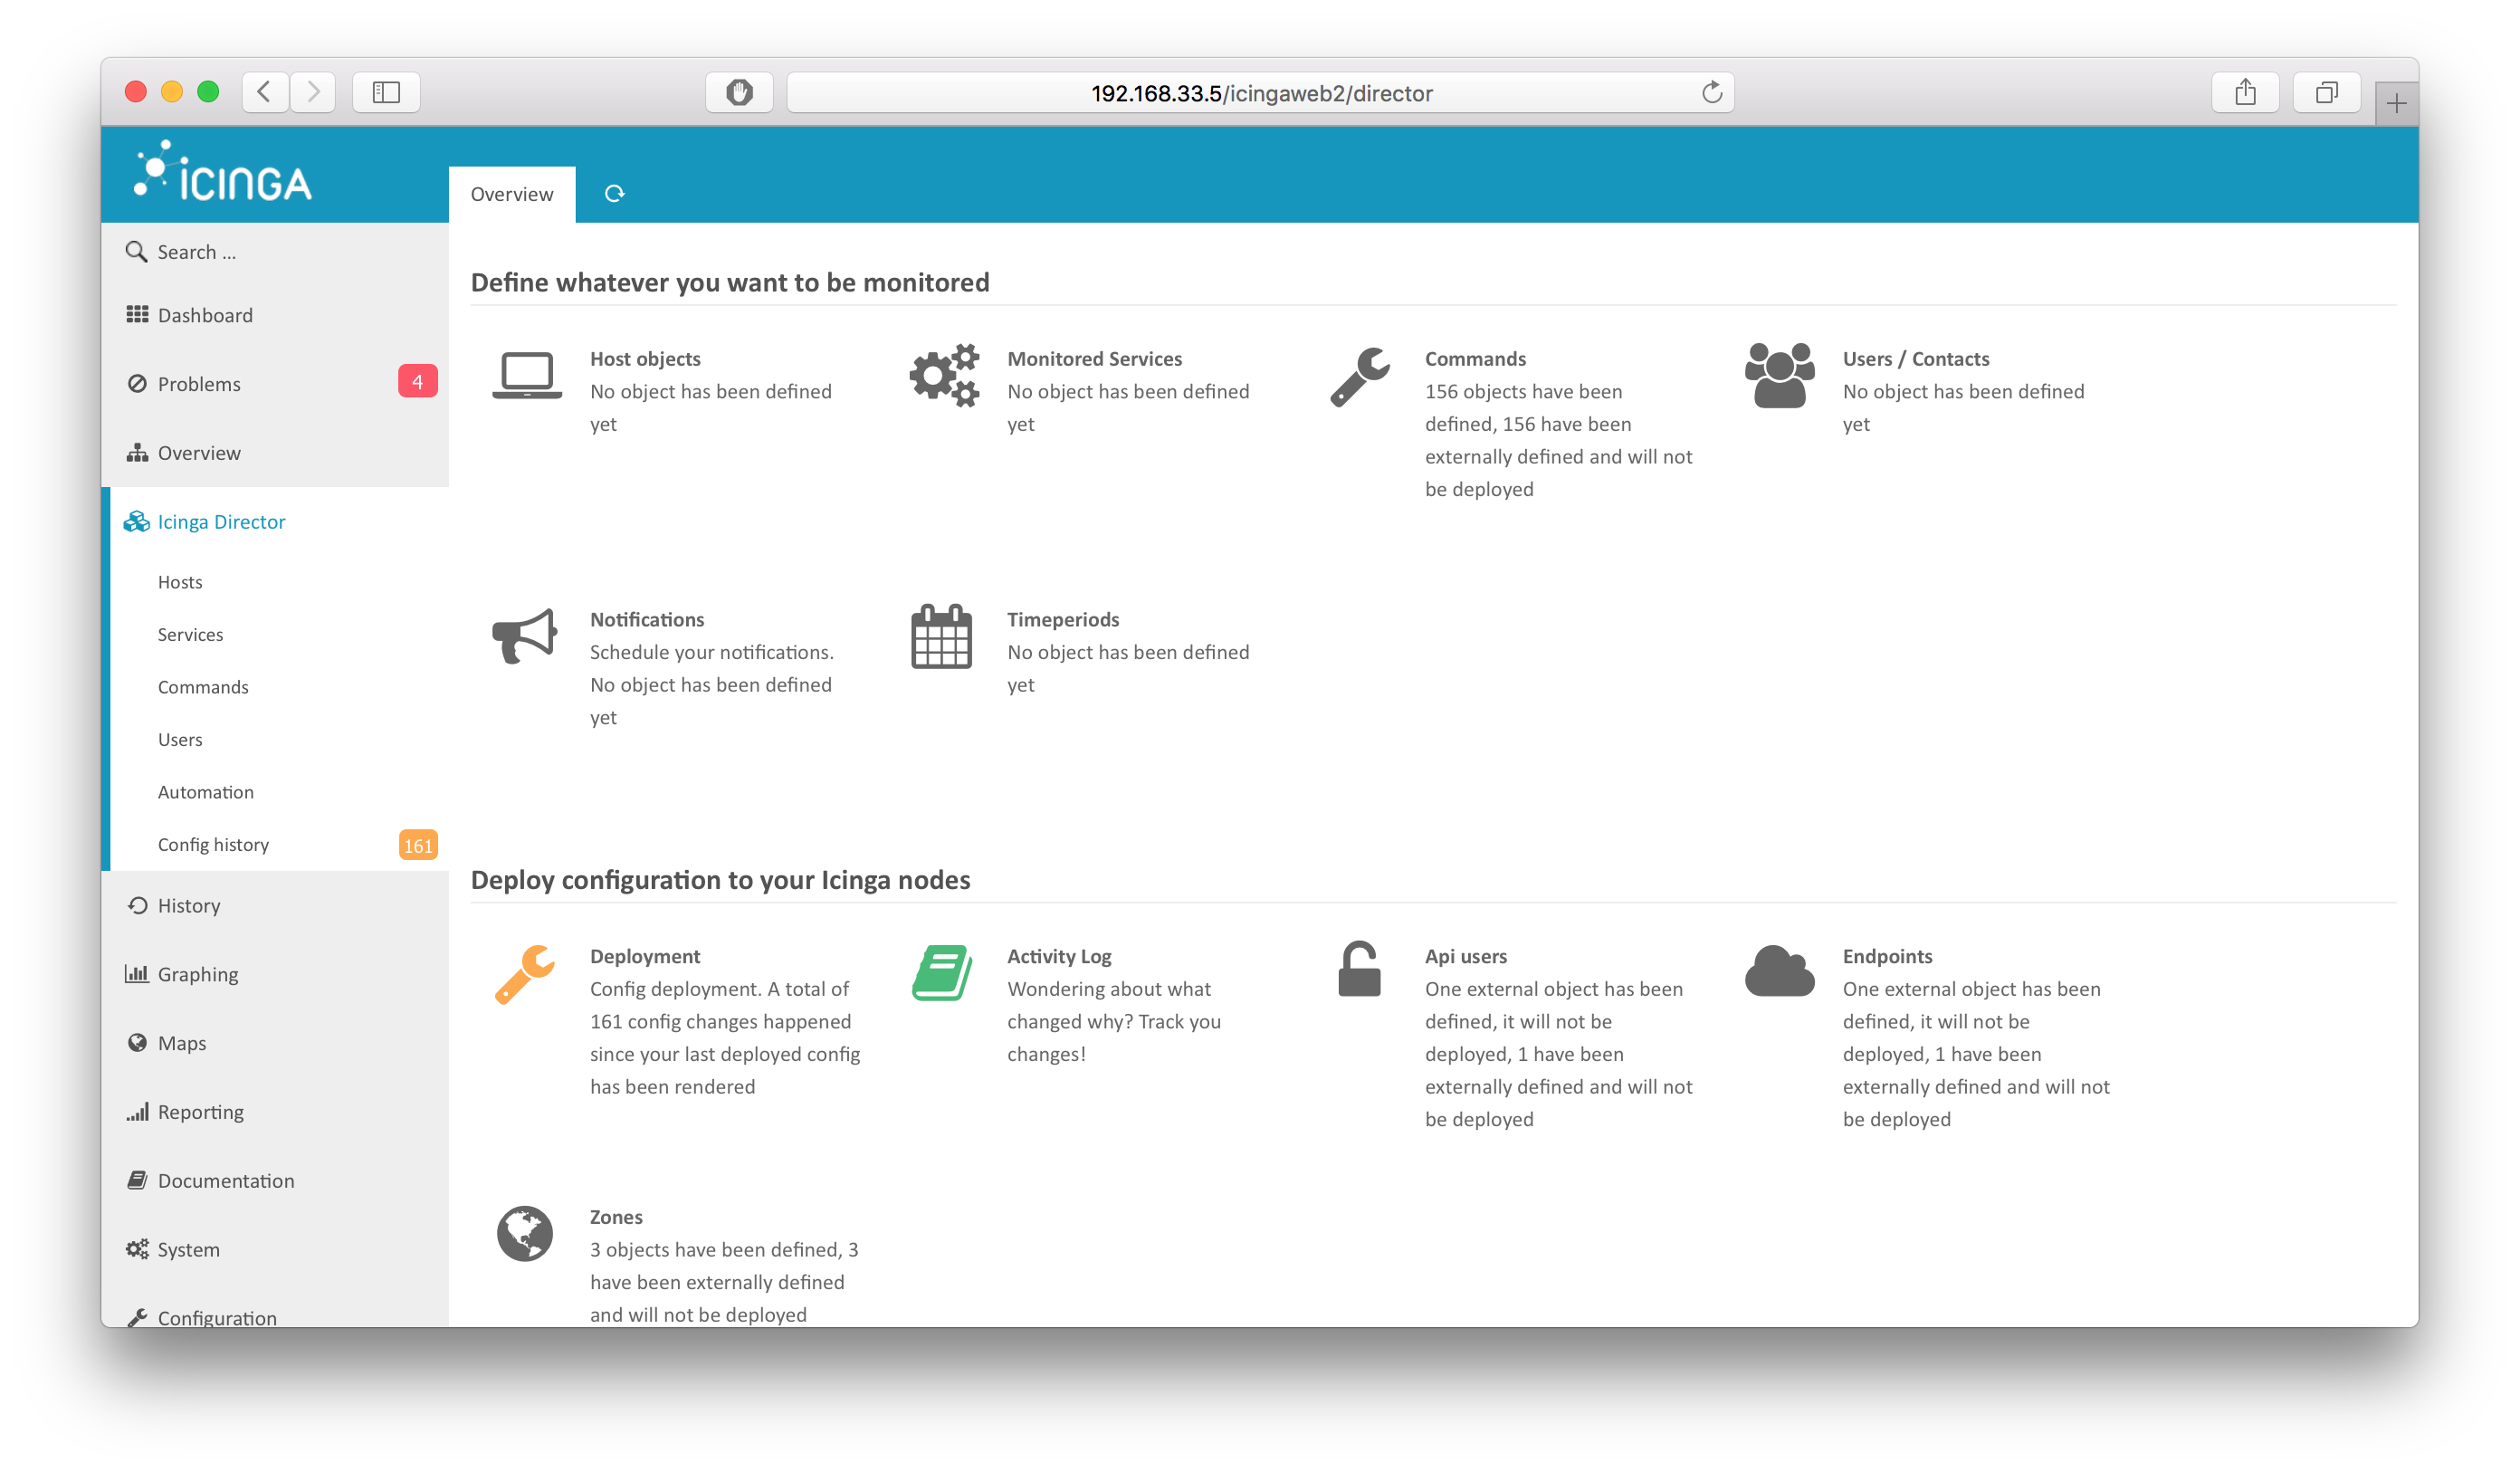 192.168.33.5/icingaweb2/director
ICINGA
Overview
Search ...
Dashboard
Problems
4
Overview
Icinga Director
Hosts
Services
Commands
Users
Automation
Config history
161
History
Graphing
Maps
Reporting
Documentation
System
Configuration
Define whatever you want to be monitored
Host objects
No object has been defined
yet
Monitored Services
No object has been defined
yet
Commands
156 objects have been
defined, 156 have been
externally defined and will not
be deployed
Users / Contacts
No object has been defined
yet
Notifications
Schedule your notifications.
No object has been defined
yet
Timeperiods
No object has been defined
yet
Deploy configuration to your Icinga nodes
Deployment
Config deployment. A total of
161 config changes happened
since your last deployed config
has been rendered
Activity Log
Wondering about what
changed why? Track you
changes!
Api users
One external object has been
defined, it will not be
deployed, 1 have been
externally defined and will not
be deployed
Endpoints
One external object has been
defined, it will not be
deployed, 1 have been
externally defined and will not
be deployed
Zones
3 objects have been defined, 3
have been externally defined
and will not be deployed